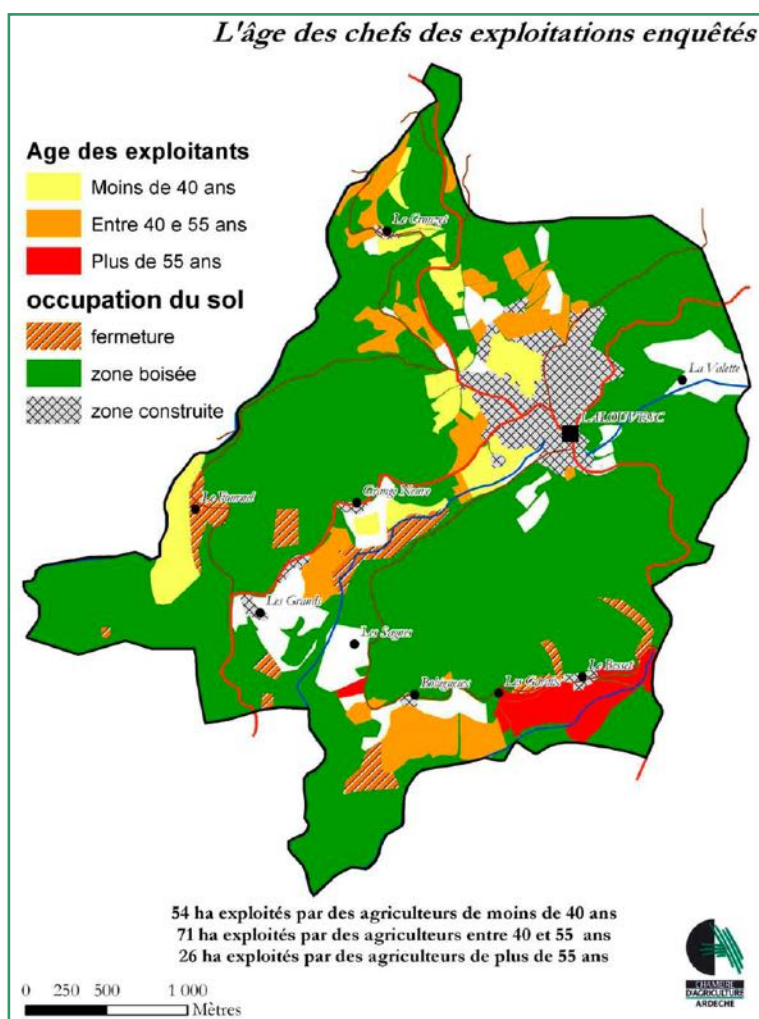 L'âge des chefs des exploitations enquêtés
Age des exploitants
Moins de 40 ans
Entre 40 e 55 ans
Plus de 55 ans
occupation du sol
fermeture
zone boisée
zone construite
Le Crouzet
La Valette
LALOUVESC
Grange Neuve
Les Grands
Les Sagnes
Le Besset
54 ha exploités par des agriculteurs de moins de 40 ans
71 ha exploités par des agriculteurs entre 40 et 55 ans
26 ha exploités par des agriculteurs de plus de 55 ans
0 250 500 1 000
Mètres
CHAMBRE
D'AGRICULTURE
ARDECHE